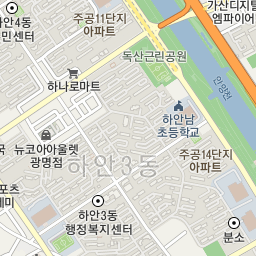 하안4동
민센터
주공11단지
아파트
가산디지털
엠파이어
독산근린공원
하나로마트
안양천
하안남
초등학교
국
뉴코아아울렛
광명점
하안3동
주공14단지
아파트
포츠
하안3동
행정복지센터
분소